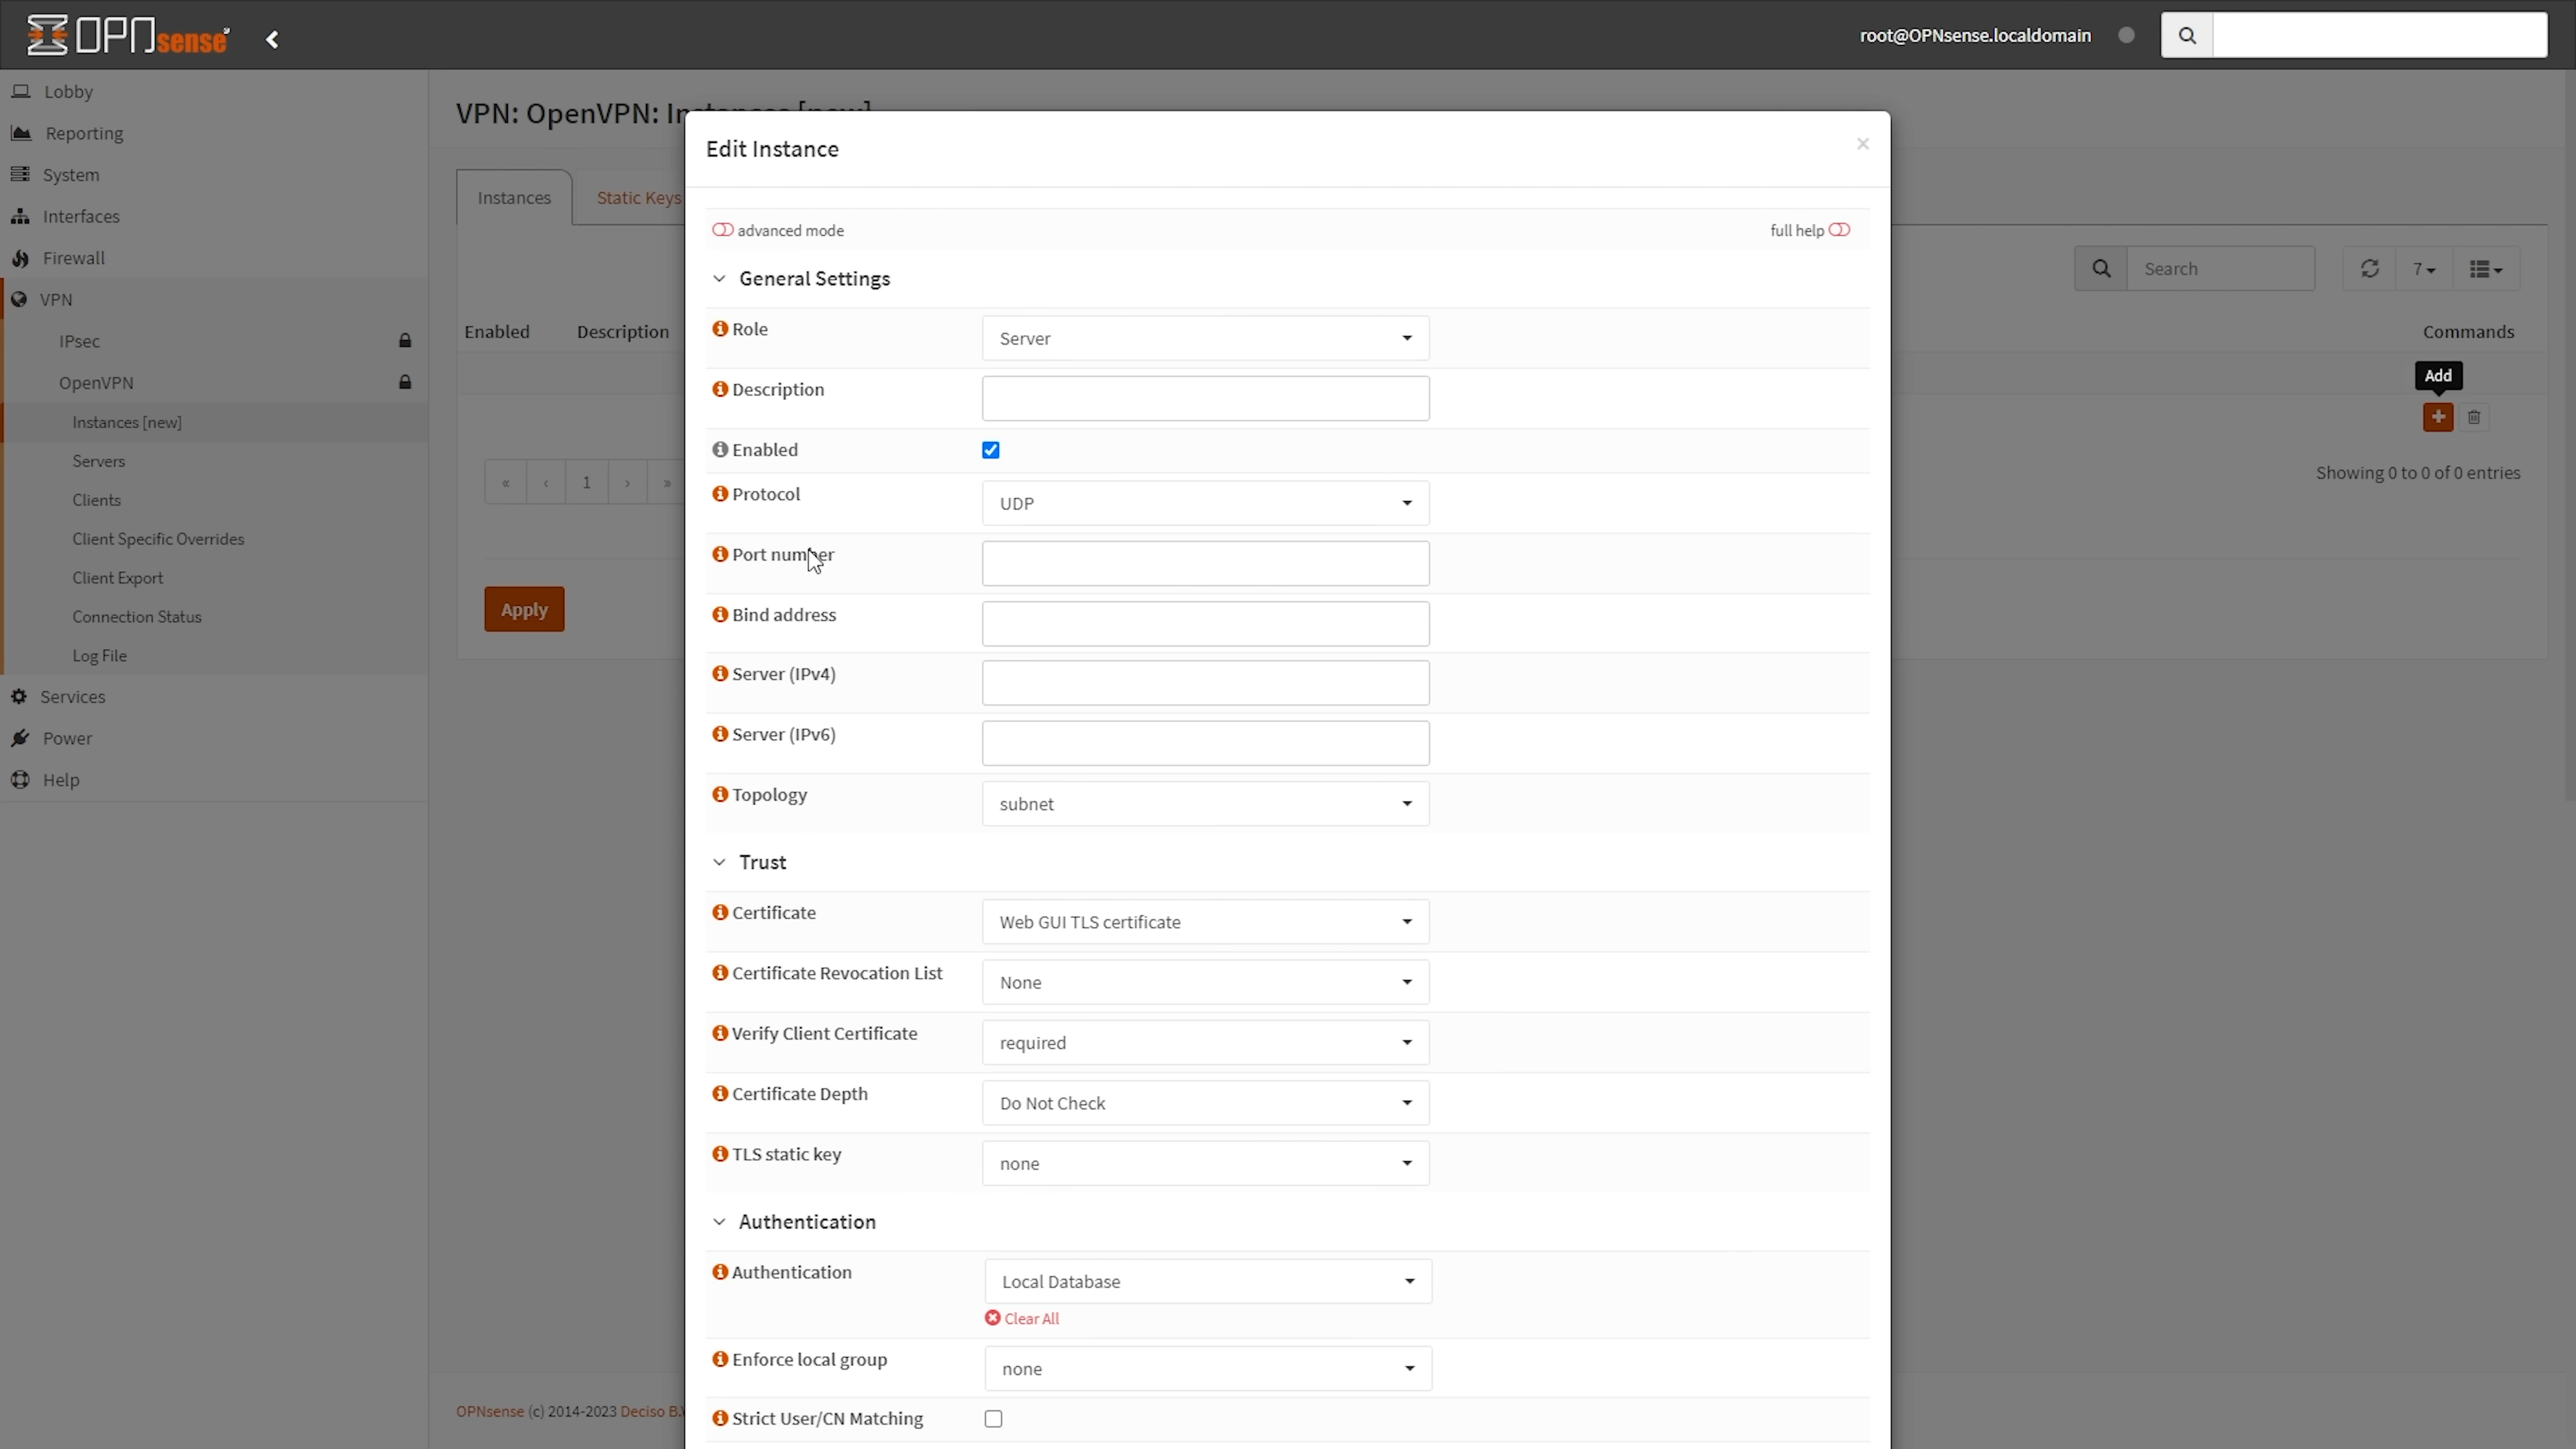 OPNsense
root@OPNsense.localdomain
Lobby
Reporting
System
Interfaces
Firewall
VPN
IPsec
OpenVPN
Instances [new]
Servers
Clients
Client Specific Overrides
Client Export
Connection Status
Log File
Services
Power
Help
VPN: OpenVPN: Instances [new]
Instances
Static Keys
Search
7
Enabled
Description
Commands
Add
« ‹ 1 › »
Showing 0 to 0 of 0 entries
Apply
OPNsense (c) 2014-2023 Deciso B.V
Edit Instance
×
advanced mode
full help
General Settings
Role
Server
Description
Enabled
Protocol
UDP
Port number
Bind address
Server (IPv4)
Server (IPv6)
Topology
subnet
Trust
Certificate
Web GUI TLS certificate
Certificate Revocation List
None
Verify Client Certificate
required
Certificate Depth
Do Not Check
TLS static key
none
Authentication
Authentication
Local Database
Clear All
Enforce local group
none
Strict User/CN Matching